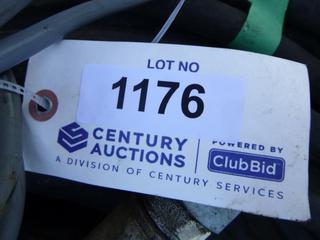 LOT NO
1176
CENTURY AUCTIONS
POWERED BY
ClubBid
A DIVISION OF CENTURY SERVICES